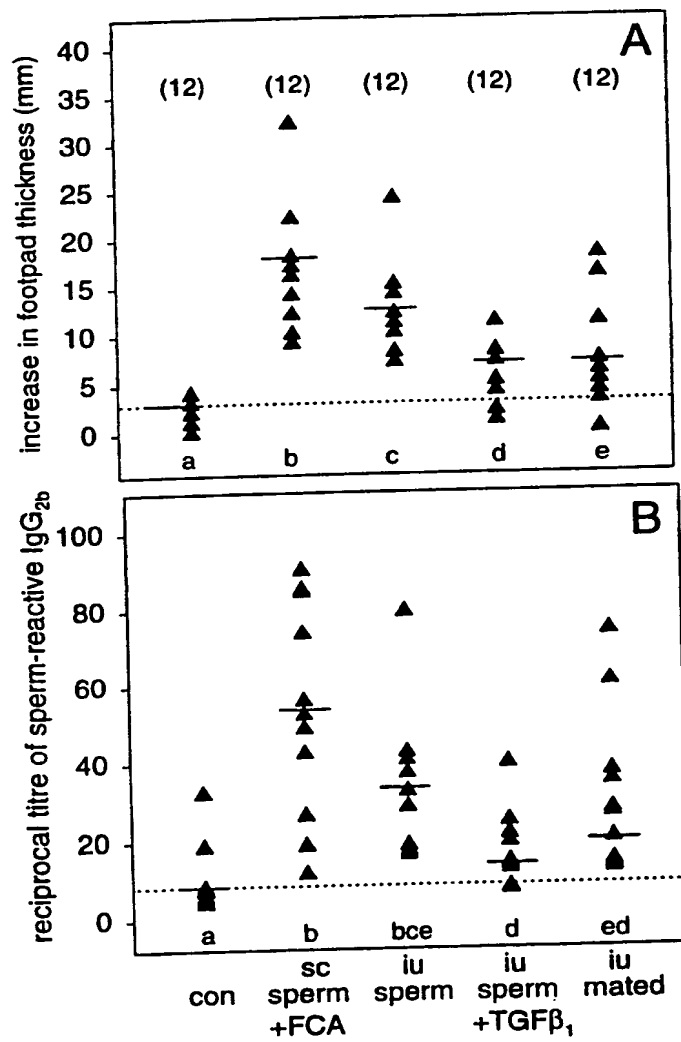 A
increase in footpad thickness (mm)
40
35
30
25
20
15
10
5
0
(12) (12) (12) (12) (12)
a b c d e
B
reciprocal titre of sperm-reactive IgG2b
100
80
60
40
20
0
a b bce d ed
con sc sperm +FCA iu sperm iu sperm +TGFβ1 iu mated